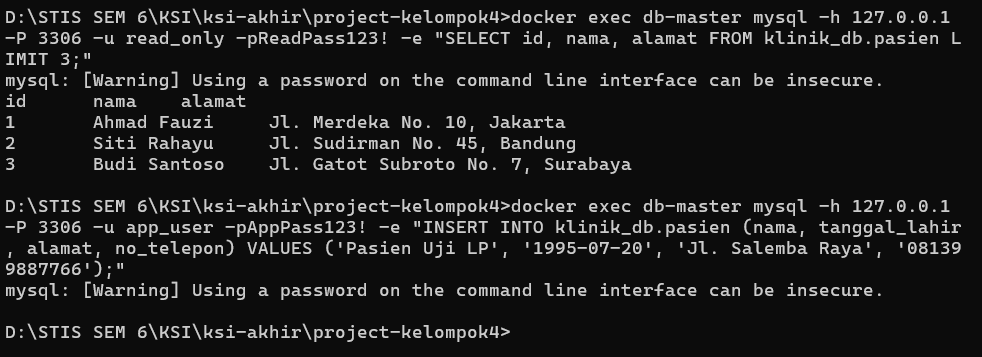 D:\STIS SEM 6\KSI\ksi-akhir\project-kelompok4>docker exec db-master mysql -h 127.0.0.1
-P 3306 -u read_only -pReadPass123! -e "SELECT id, nama, alamat FROM klinik_db.pasien L
IMIT 3;"
mysql: [Warning] Using a password on the command line interface can be insecure.
id	nama	alamat
1	Ahmad Fauzi	Jl. Merdeka No. 10, Jakarta
2	Siti Rahayu	Jl. Sudirman No. 45, Bandung
3	Budi Santoso	Jl. Gatot Subroto No. 7, Surabaya
D:\STIS SEM 6\KSI\ksi-akhir\project-kelompok4>docker exec db-master mysql -h 127.0.0.1
-P 3306 -u app_user -pAppPass123! -e "INSERT INTO klinik_db.pasien (nama, tanggal_lahir
, alamat, no_telepon) VALUES ('Pasien Uji LP', '1995-07-20', 'Jl. Salemba Raya', '08139
9887766');"
mysql: [Warning] Using a password on the command line interface can be insecure.
D:\STIS SEM 6\KSI\ksi-akhir\project-kelompok4>